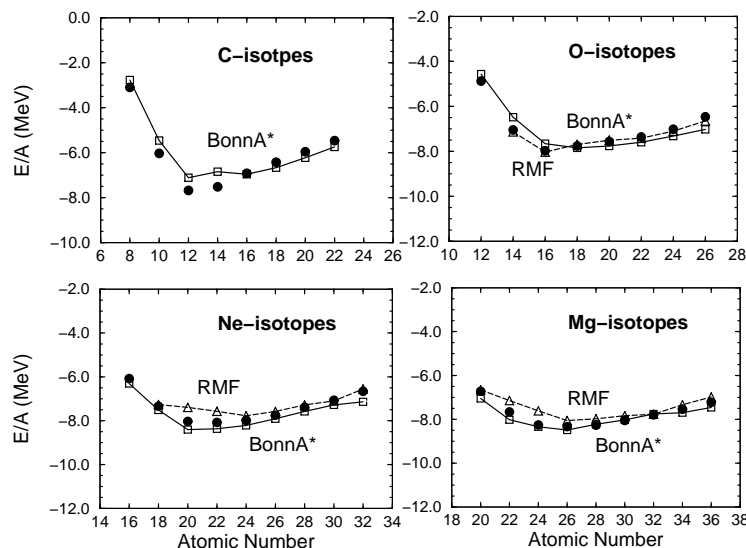 0.0
−2.0
−4.0
−6.0
−8.0
−10.0
E/A (MeV)
C−isotpes
BonnA*
6 8 10 12 14 16 18 20 22 24 26
−2.0
−4.0
−6.0
−8.0
−10.0
−12.0
O−isotopes
BonnA*
RMF
10 12 14 16 18 20 22 24 26 28
−2.0
−4.0
−6.0
−8.0
−10.0
−12.0
E/A (MeV)
Ne−isotopes
RMF
BonnA*
14 16 18 20 22 24 26 28 30 32 34
Atomic Number
−2.0
−4.0
−6.0
−8.0
−10.0
−12.0
Mg−isotopes
RMF
BonnA*
18 20 22 24 26 28 30 32 34 36 38
Atomic Number